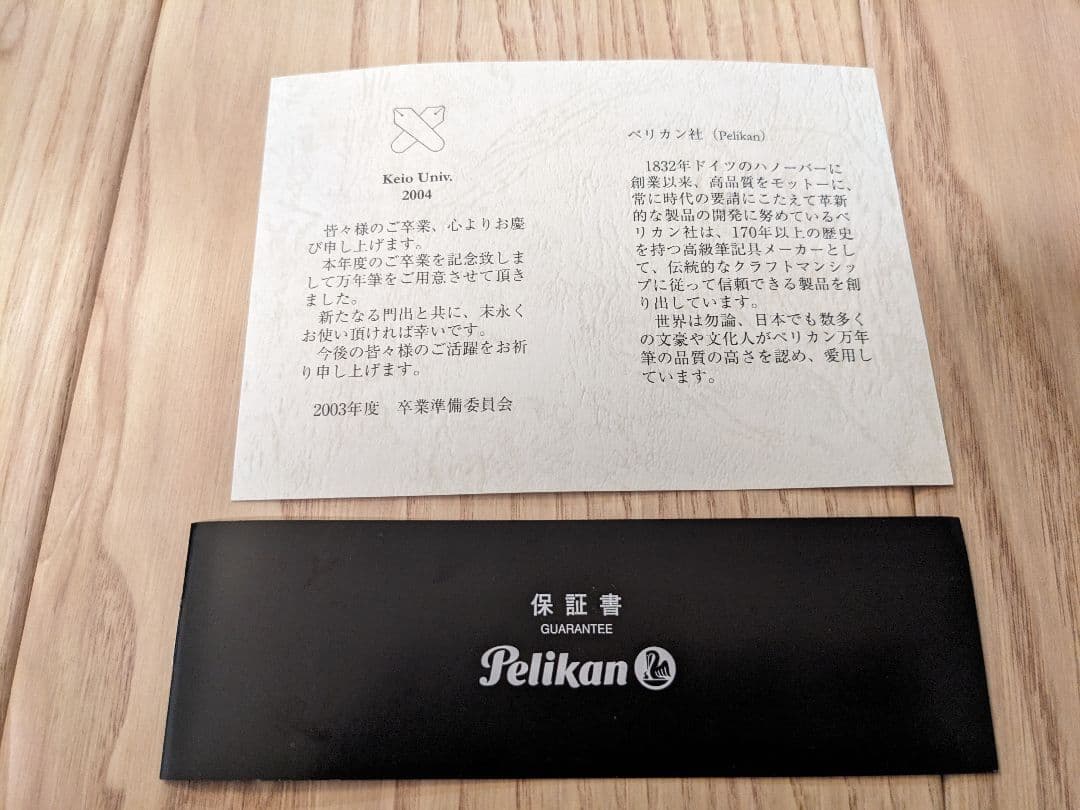 Keio Univ.
2004
皆々様のご卒業、心よりお慶
び申し上げます。
本年度のご卒業を記念致しま
して万年筆をご用意させて頂き
ました。
新たなる門出と共に、末永く
お使い頂ければ幸いです。
今後の皆々様のご活躍をお祈
り申し上げます。
2003年度 卒業準備委員会
ペリカン社（Pelikan）
1832年ドイツのハノーバーに
創業以来、高品質をモットーに、
常に時代の要請にこたえて革新
的な製品の開発に努めているペ
リカン社は、170年以上の歴史
を持つ高級筆記具メーカーとし
て、伝統的なクラフトマンシッ
プに従って信頼できる製品を創
り出しています。
世界は勿論、日本でも数多く
の文豪や文化人がペリカン万年
筆の品質の高さを認め、愛用し
ています。
保証書
GUARANTEE
Pelikan